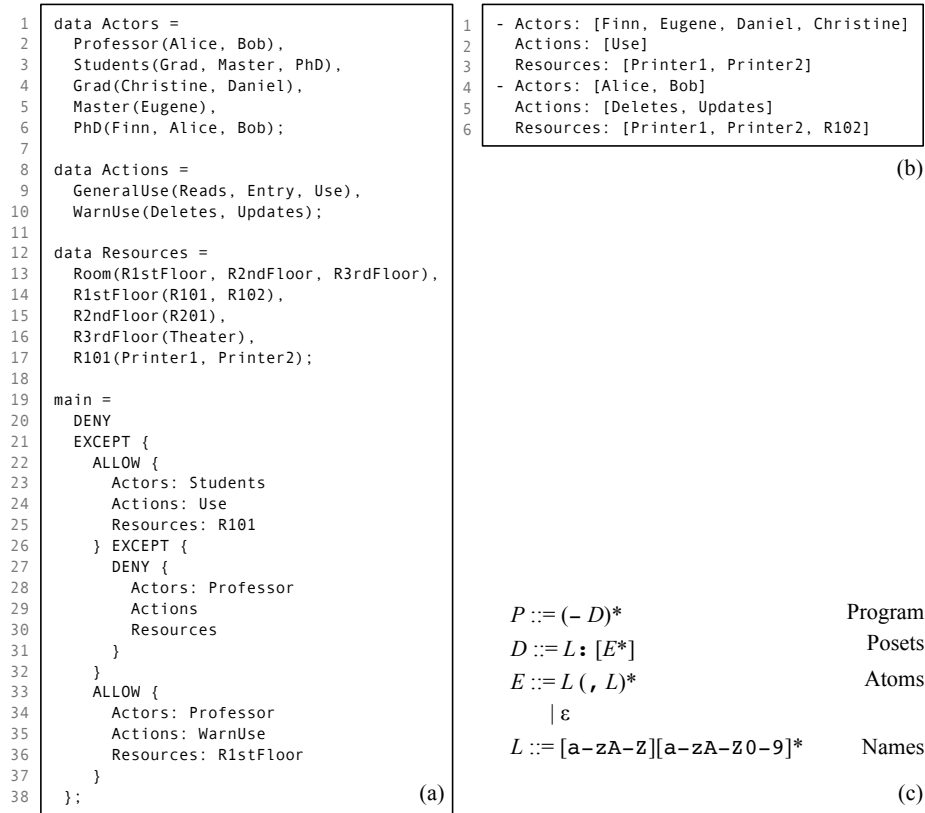 1 data Actors =
2 Professor(Alice, Bob),
3 Students(Grad, Master, PhD),
4 Grad(Christine, Daniel),
5 Master(Eugene),
6 PhD(Finn, Alice, Bob);
7
8 data Actions =
9 GeneralUse(Reads, Entry, Use),
10 WarnUse(Deletes, Updates);
11
12 data Resources =
13 Room(R1stFloor, R2ndFloor, R3rdFloor),
14 R1stFloor(R101, R102),
15 R2ndFloor(R201),
16 R3rdFloor(Theater),
17 R101(Printer1, Printer2);
18
19 main =
20 DENY
21 EXCEPT {
22 ALLOW {
23 Actors: Students
24 Actions: Use
25 Resources: R101
26 } EXCEPT {
27 DENY {
28 Actors: Professor
29 Actions
30 Resources
31 }
32 }
33 ALLOW {
34 Actors: Professor
35 Actions: WarnUse
36 Resources: R1stFloor
37 }
38 };
(a)
1 - Actors: [Finn, Eugene, Daniel, Christine]
2 Actions: [Use]
3 Resources: [Printer1, Printer2]
4 - Actors: [Alice, Bob]
5 Actions: [Deletes, Updates]
6 Resources: [Printer1, Printer2, R102]
(b)
P ::= (– D)* Program
D ::= L : [E*] Posets
E ::= L (, L)* Atoms
| ε
L ::= [a–zA–Z][a–zA–Z0–9]* Names
(c)